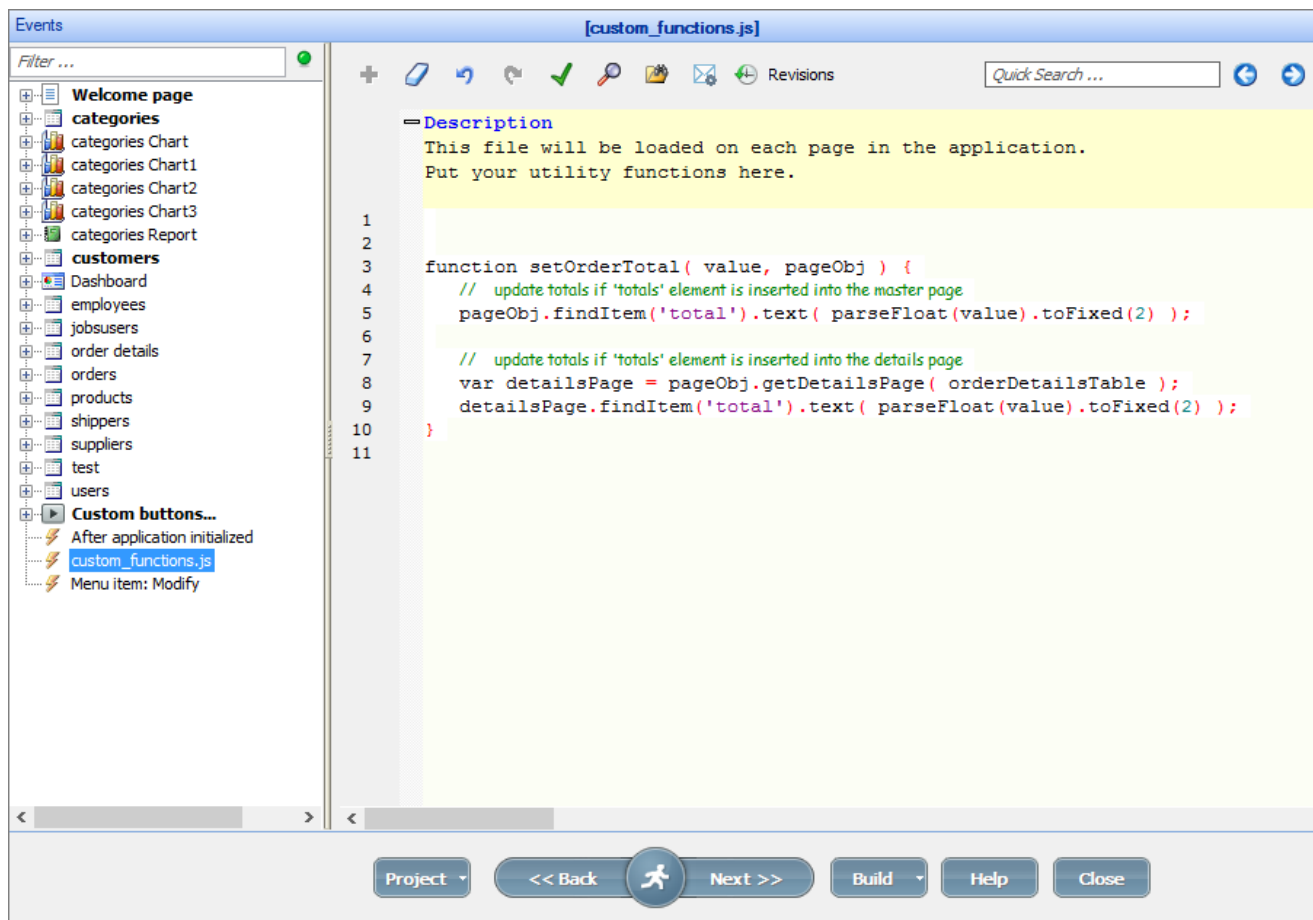 Events
[custom_functions.js]
Filter ...
Revisions
Quick Search ...
Welcome page
categories
categories Chart
categories Chart1
categories Chart2
categories Chart3
categories Report
customers
Dashboard
employees
jobsusers
order details
orders
products
shippers
suppliers
test
users
Custom buttons...
After application initialized
custom_functions.js
Menu item: Modify
Description
This file will be loaded on each page in the application.
Put your utility functions here.
1
2
3 function setOrderTotal( value, pageObj ) {
4 // update totals if 'totals' element is inserted into the master page
5 pageObj.findItem('total').text( parseFloat(value).toFixed(2) );
6
7 // update totals if 'totals' element is inserted into the details page
8 var detailsPage = pageObj.getDetailsPage( orderDetailsTable );
9 detailsPage.findItem('total').text( parseFloat(value).toFixed(2) );
10 }
11
Project
<< Back
Next >>
Build
Help
Close